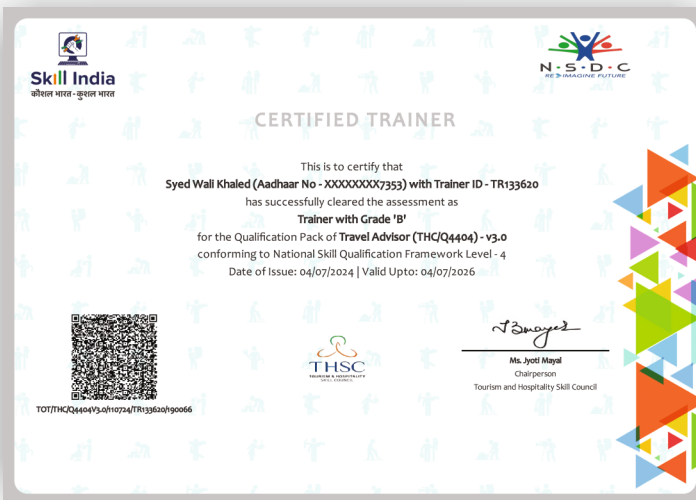 Skill India
कौशल भारत - कुशल भारत
N·S·D·C
RE IMAGINE FUTURE
CERTIFIED TRAINER
This is to certify that
Syed Wali Khaled (Aadhaar No - XXXXXXXX7353) with Trainer ID - TR133620
has successfully cleared the assessment as
Trainer with Grade 'B'
for the Qualification Pack of Travel Advisor (THC/Q4404) - v3.0
conforming to National Skill Qualification Framework Level - 4
Date of Issue: 04/07/2024 | Valid Upto: 04/07/2026
THSC
TOURISM & HOSPITALITY
SKILL COUNCIL
Ms. Jyoti Mayal
Chairperson
Tourism and Hospitality Skill Council
TOT/THC/Q4404V3.0/110724/TR133620/190066